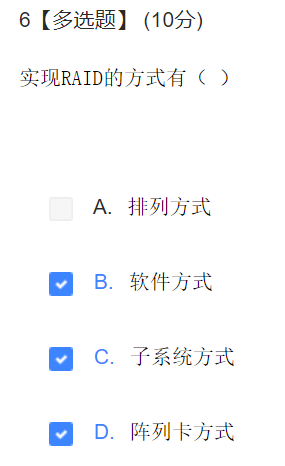 6【多选题】 (10分)
实现RAID的方式有（ ）
A. 排列方式
B. 软件方式
C. 子系统方式
D. 阵列卡方式